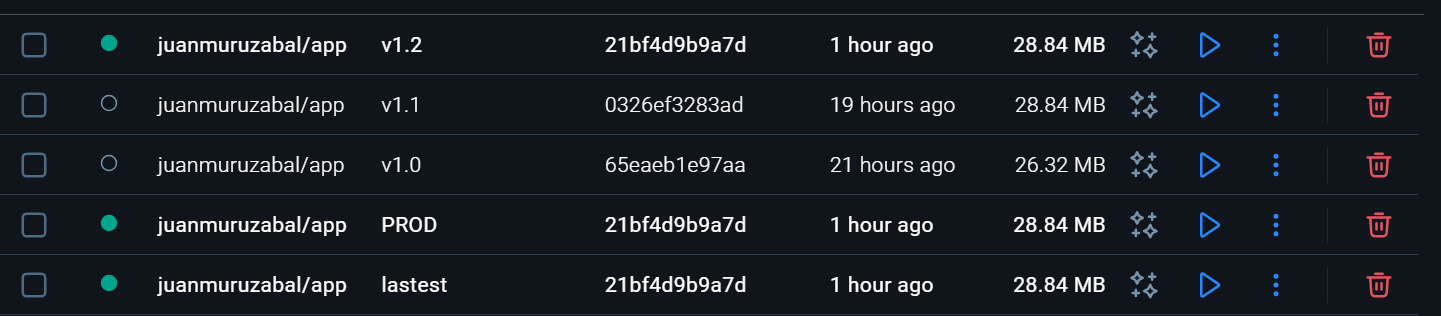 juanmuruzabal/app v1.2 21bf4d9b9a7d 1 hour ago 28.84 MB
juanmuruzabal/app v1.1 0326ef3283ad 19 hours ago 28.84 MB
juanmuruzabal/app v1.0 65eaeb1e97aa 21 hours ago 26.32 MB
juanmuruzabal/app PROD 21bf4d9b9a7d 1 hour ago 28.84 MB
juanmuruzabal/app lastest 21bf4d9b9a7d 1 hour ago 28.84 MB